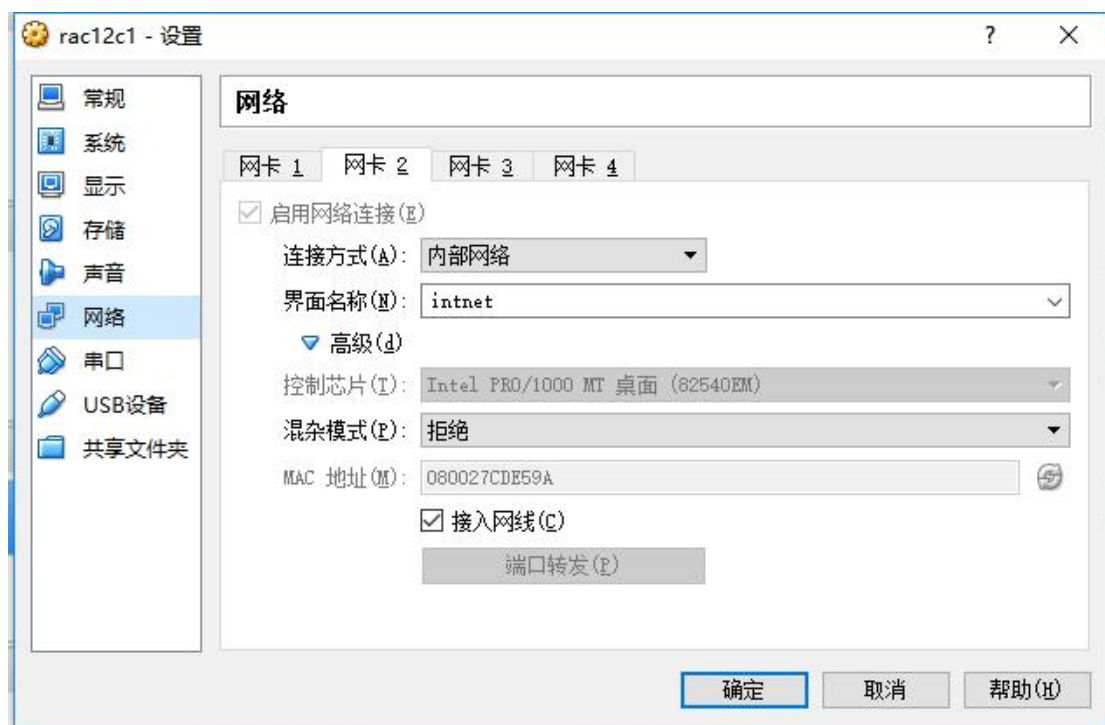 rac12c1 - 设置
?
常规
系统
显示
存储
声音
网络
串口
USB设备
共享文件夹
网络
网卡 1 网卡 2 网卡 3 网卡 4
启用网络连接(E)
连接方式(A): 内部网络
界面名称(N): intnet
高级(d)
控制芯片(T): Intel PRO/1000 MT 桌面 (82540EM)
混杂模式(P): 拒绝
MAC 地址(M): 080027CDE59A
接入网线(C)
端口转发(P)
确定 取消 帮助(H)